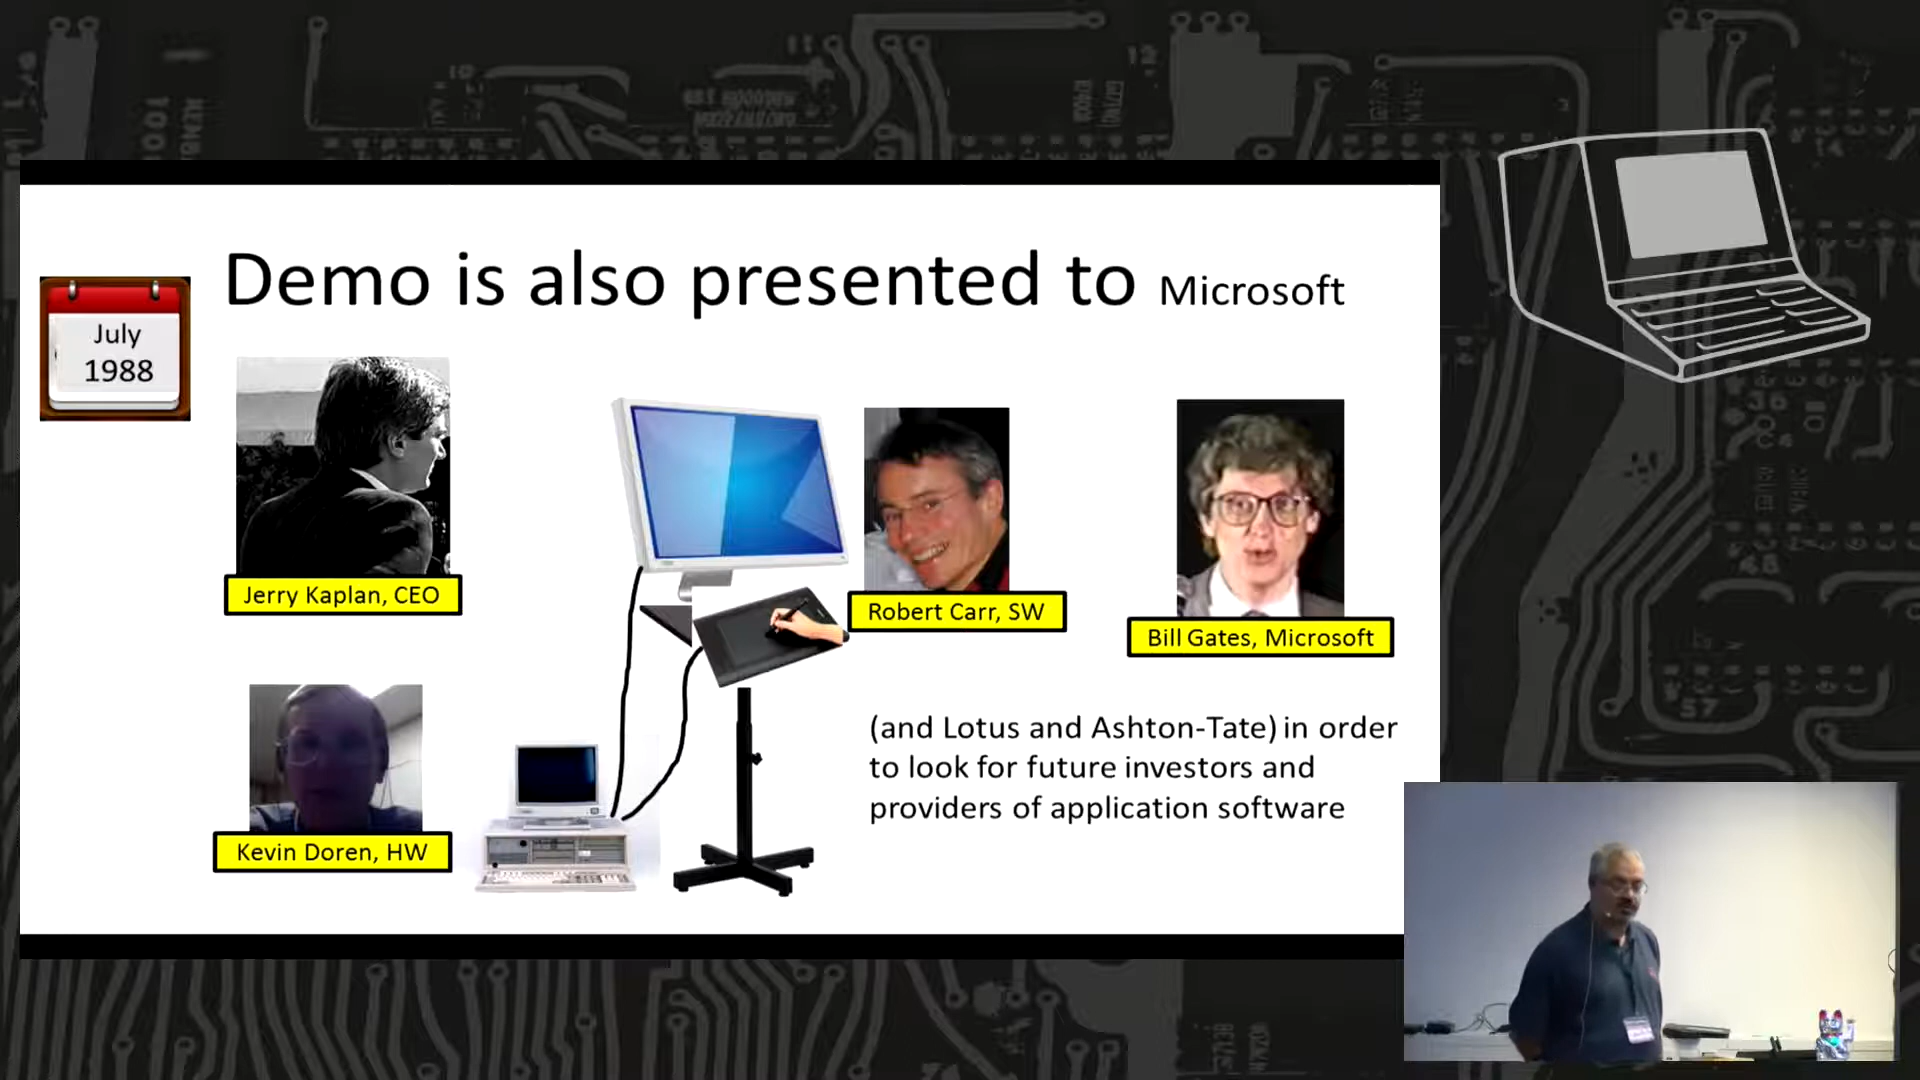 Demo is also presented to Microsoft
July
1988
Jerry Kaplan, CEO
Robert Carr, SW
Bill Gates, Microsoft
Kevin Doren, HW
(and Lotus and Ashton-Tate) in order
to look for future investors and
providers of application software